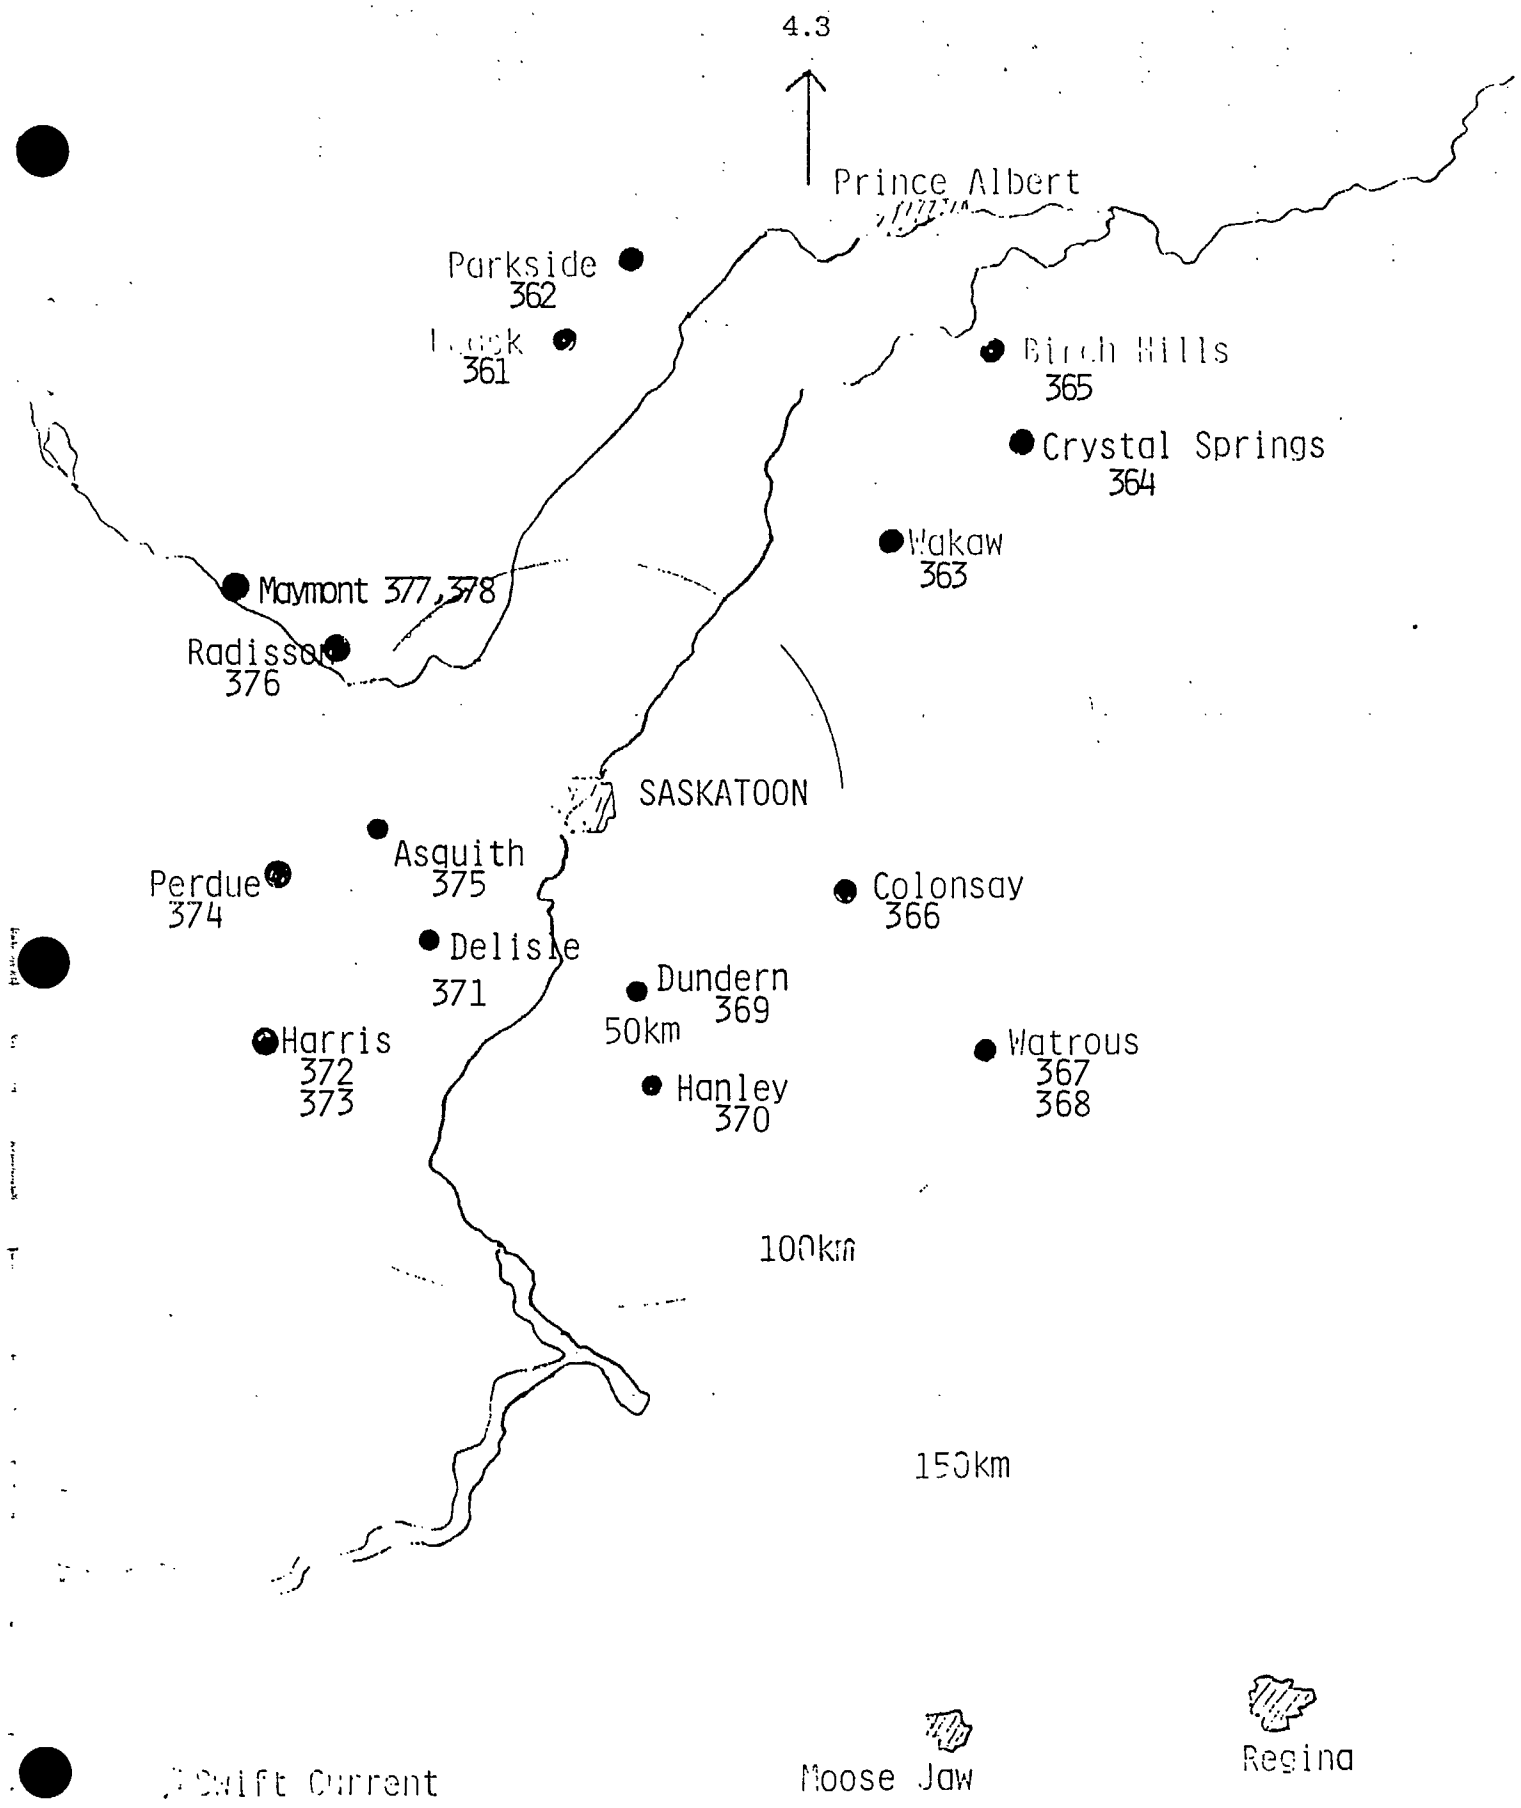 4.3
Prince Albert
Parkside
362
361
Birch Hills
365
Crystal Springs
364
Wakaw
363
Maymont 377,378
Radisson
376
SASKATOON
Asquith
375
Perdue
374
Colonsay
366
Delisle
371
Dundern
369
50km
Harris
372
373
Watrous
367
368
Hanley
370
100km
150km
Regina
Moose Jaw
Swift Current